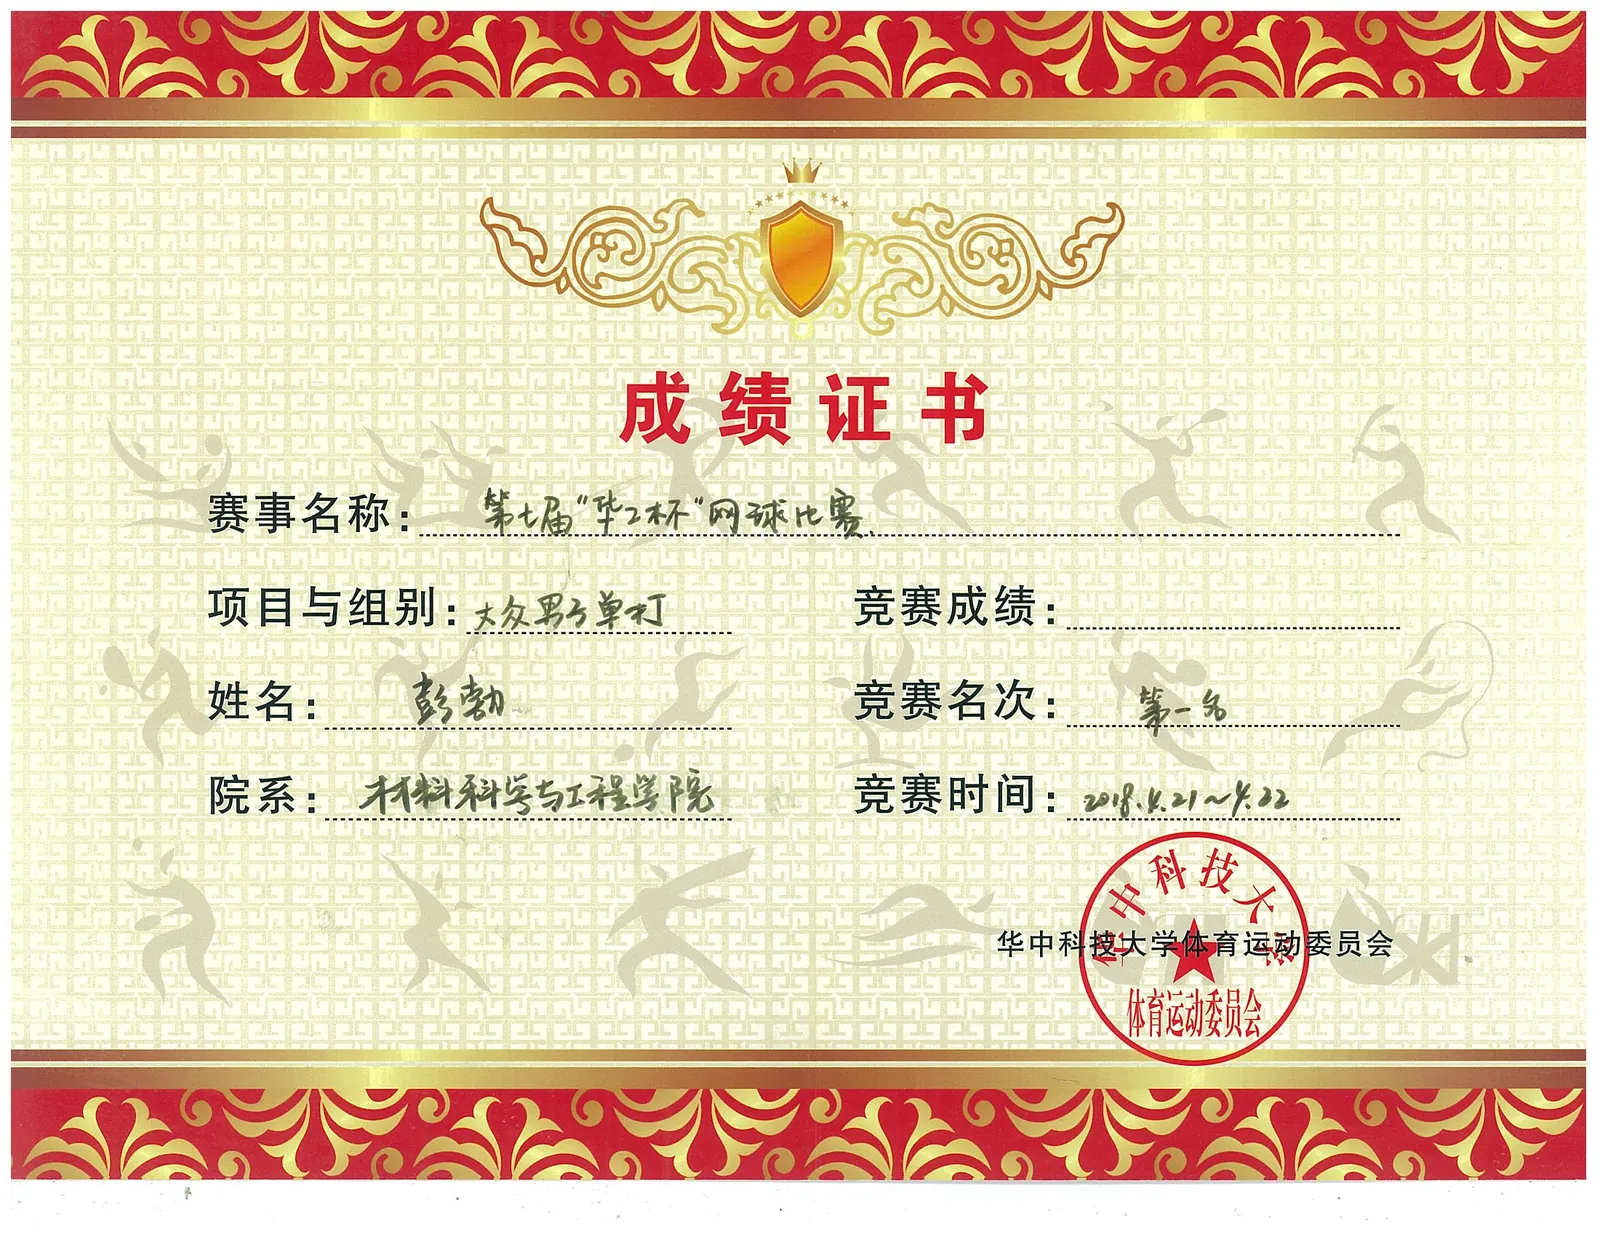 成绩证书
赛事名称：第七届“华工杯”网球比赛.
项目与组别：大众男子单打
竞赛成绩：
姓名：彭勃
竞赛名次：第一名
院系：材料科学与工程学院
竞赛时间：2018.4.21～4.22
华中科技大学
华中科技大学体育运动委员会
体育运动委员会